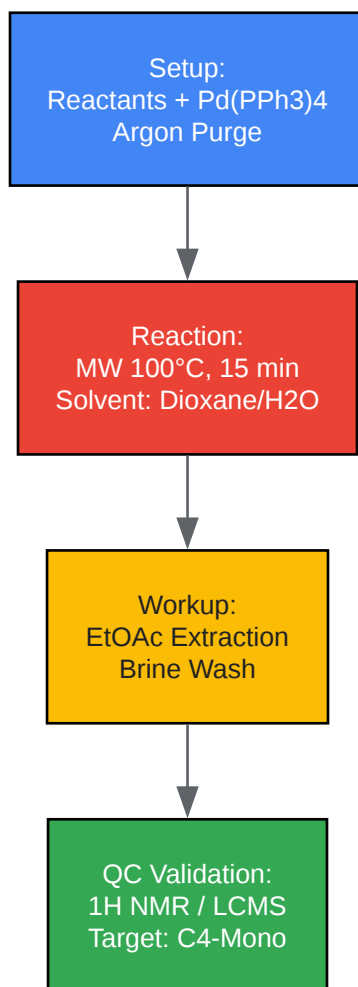 Setup:
Reactants + Pd(PPh3)4
Argon Purge
Reaction:
MW 100°C, 15 min
Solvent: Dioxane/H2O
Workup:
EtOAc Extraction
Brine Wash
QC Validation:
1H NMR / LCMS
Target: C4-Mono